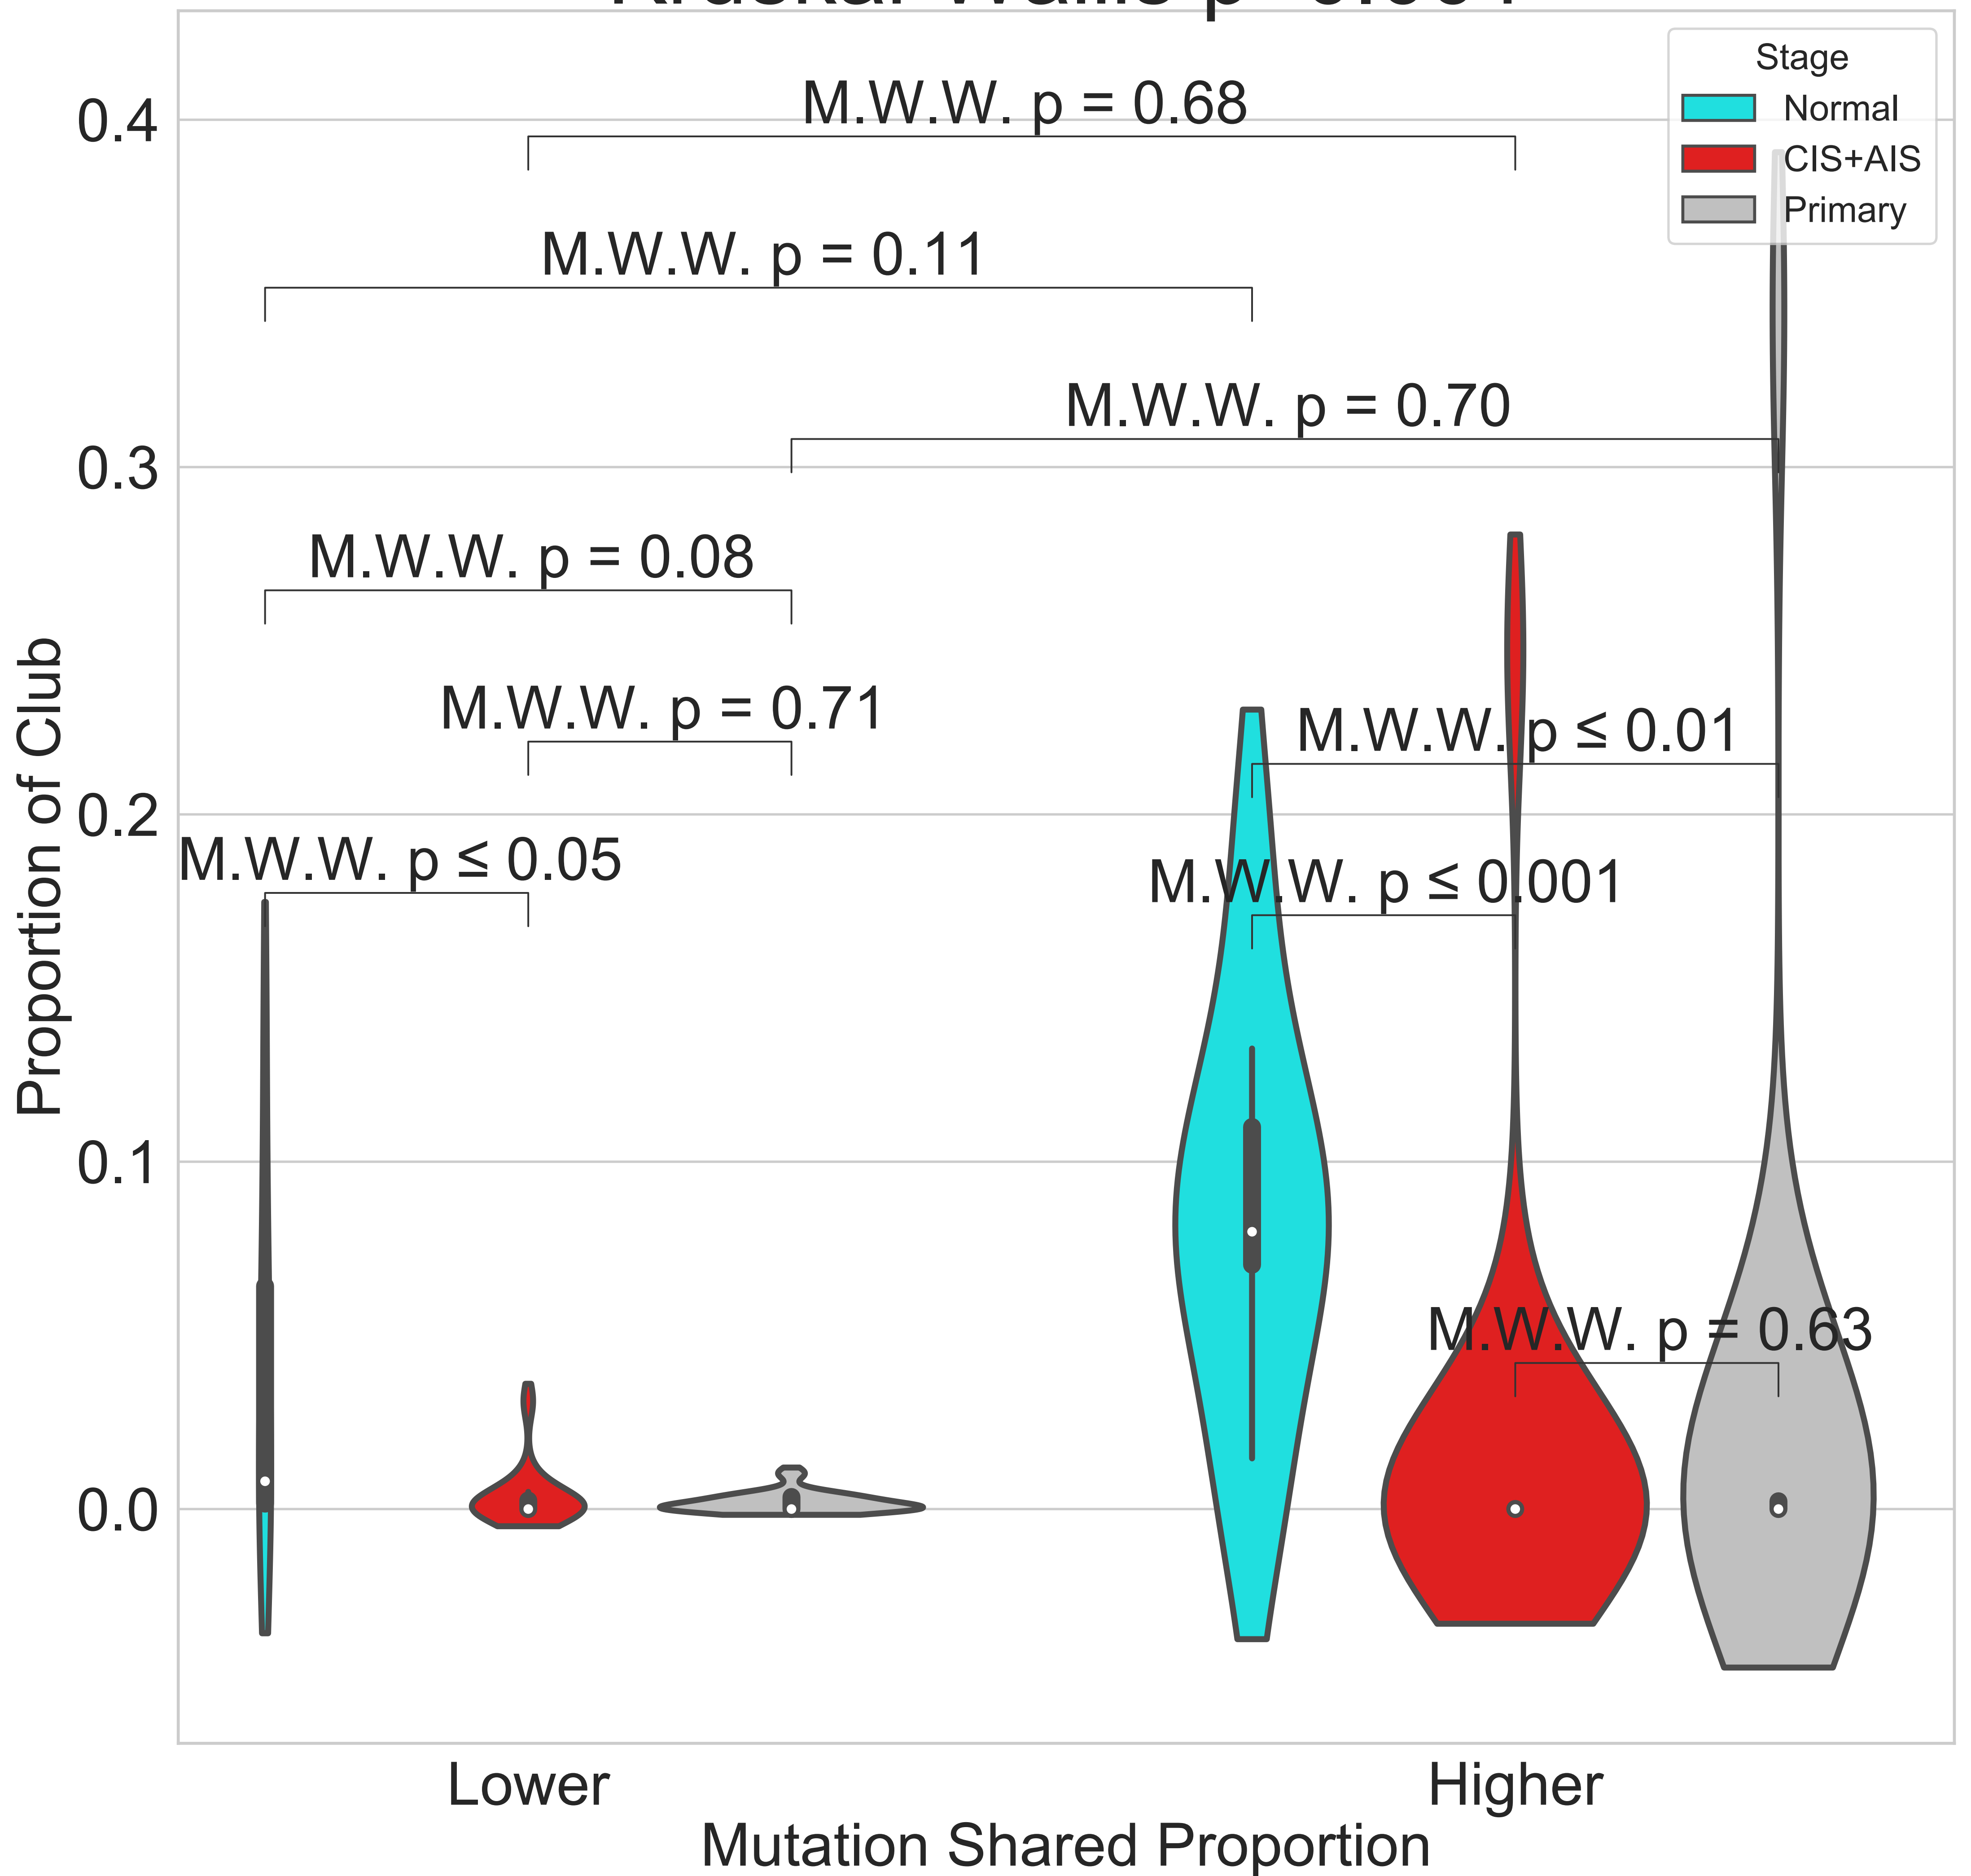 Stage
Normal
CIS+AIS
Primary
M.W.W. p = 0.68
M.W.W. p = 0.11
M.W.W. p = 0.70
M.W.W. p = 0.08
M.W.W. p = 0.71
M.W.W. p ≤ 0.01
M.W.W. p ≤ 0.05
M.W.W. p ≤ 0.001
M.W.W. p = 0.63
0.4
0.3
0.2
0.1
0.0
Proportion of Club
Lower
Higher
Mutation Shared Proportion